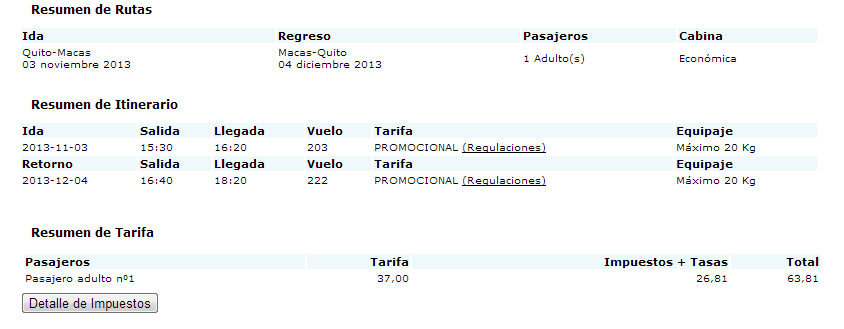 Resumen de Rutas
Ida Regreso Pasajeros Cabina
Quito-Macas Macas-Quito 1 Adulto(s) Económica
03 noviembre 2013 04 diciembre 2013
Resumen de Itinerario
Ida Salida Llegada Vuelo Tarifa Equipaje
2013-11-03 15:30 16:20 203 PROMOCIONAL (Regulaciones) Máximo 20 Kg
Retorno Salida Llegada Vuelo Tarifa Equipaje
2013-12-04 16:40 18:20 222 PROMOCIONAL (Regulaciones) Máximo 20 Kg
Resumen de Tarifa
Pasajeros Tarifa Impuestos + Tasas Total
Pasajero adulto nº1 37,00 26,81 63,81
Detalle de Impuestos